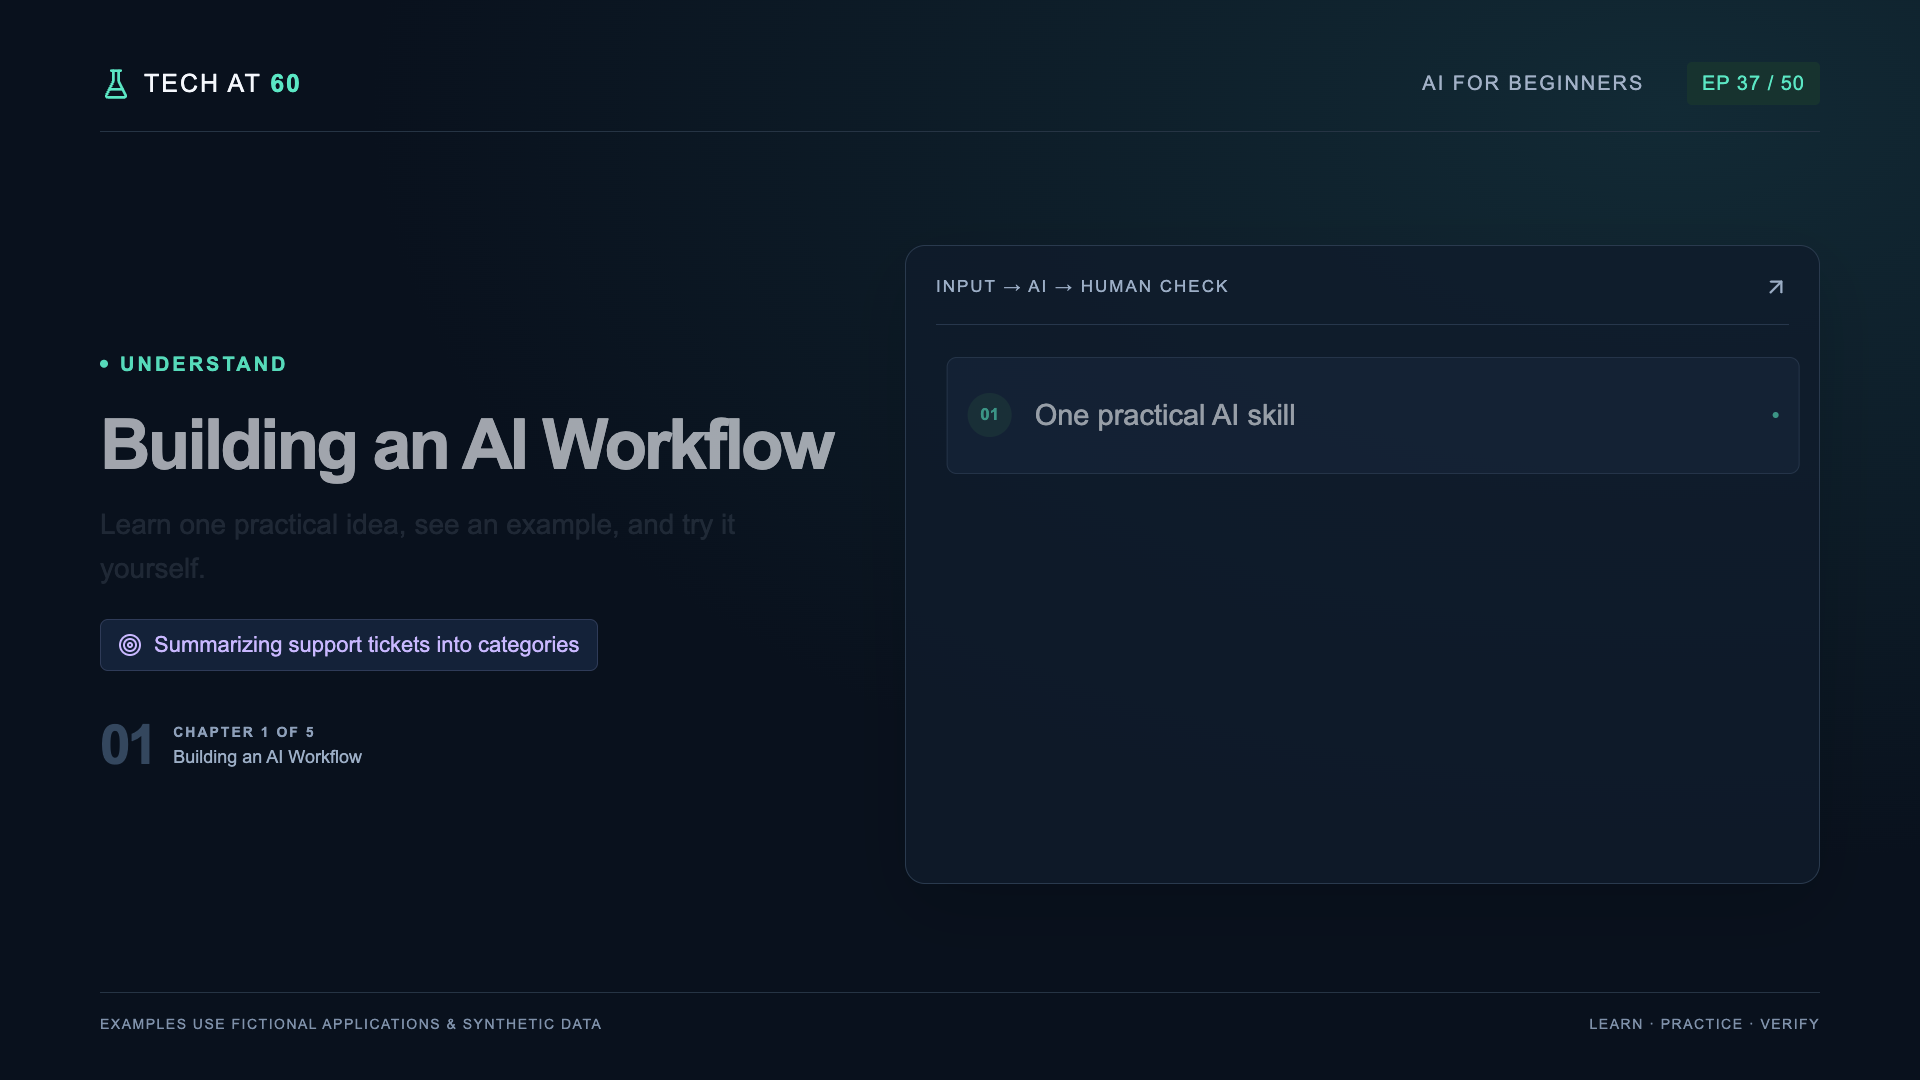 TECH AT 60
AI FOR BEGINNERS
EP 37 / 50
• UNDERSTAND
Building an AI Workflow
Learn one practical idea, see an example, and try it
yourself.
Summarizing support tickets into categories
01
CHAPTER 1 OF 5
Building an AI Workflow
INPUT → AI → HUMAN CHECK
01
One practical AI skill
EXAMPLES USE FICTIONAL APPLICATIONS & SYNTHETIC DATA
LEARN · PRACTICE · VERIFY